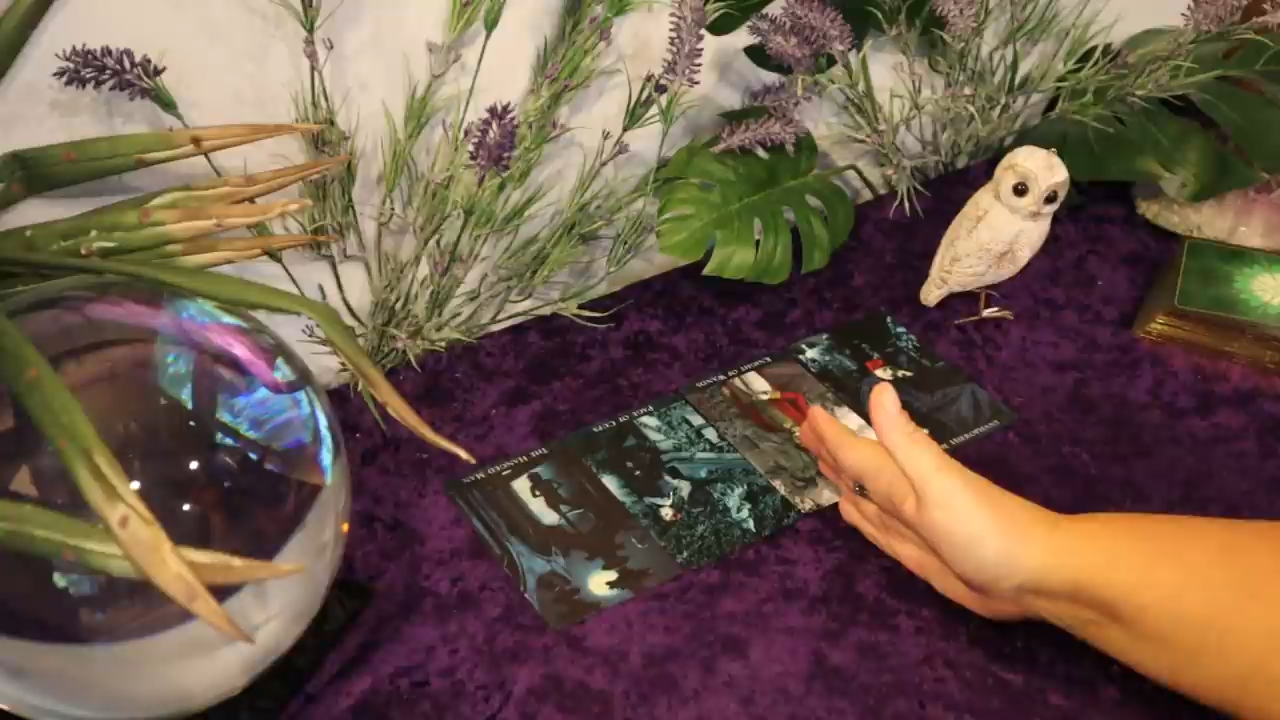 THE HANGED MAN
PAGE OF CUPS
KNIGHT OF WANDS